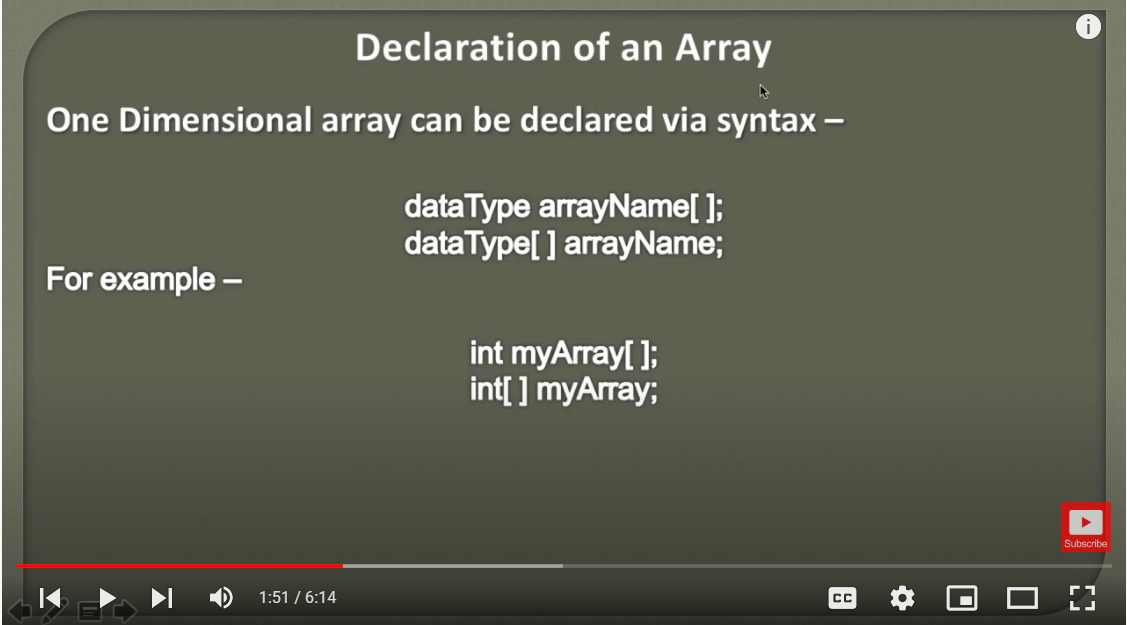 Declaration of an Array
One Dimensional array can be declared via syntax –
dataType arrayName[ ];
dataType[ ] arrayName;
For example –
int myArray[ ];
int[ ] myArray;
Subscribe
1:51 / 6:14
CC